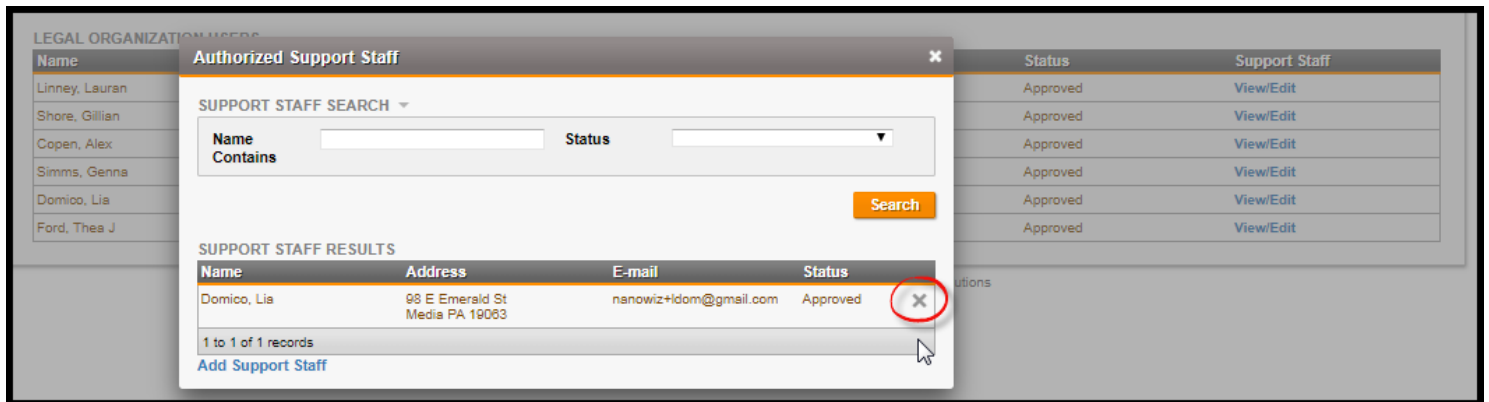 LEGAL ORGANIZATION USERS
Name Status Support Staff
Linney, Lauran Approved View/Edit
Shore, Gillian Approved View/Edit
Copen, Alex Approved View/Edit
Simms, Genna Approved View/Edit
Domico, Lia Approved View/Edit
Ford, Thea J Approved View/Edit
utions
Authorized Support Staff
SUPPORT STAFF SEARCH
Name Contains Status
Search
SUPPORT STAFF RESULTS
Name Address E-mail Status
Domico, Lia 98 E Emerald St nanowiz+ldom@gmail.com Approved
Media PA 19063
1 to 1 of 1 records
Add Support Staff